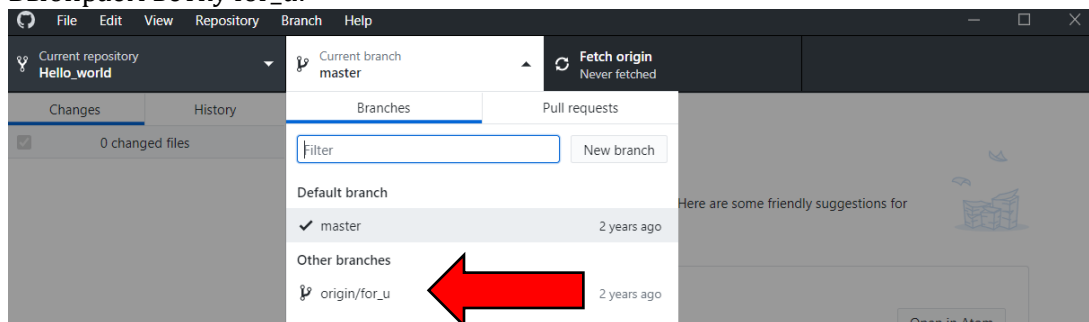 File Edit View Repository Branch Help
Current repository
Hello_world
Current branch
master
Fetch origin
Never fetched
Changes History
0 changed files
Branches Pull requests
Filter
New branch
Default branch
master 2 years ago
Other branches
origin/for_u 2 years ago
Here are some friendly suggestions for